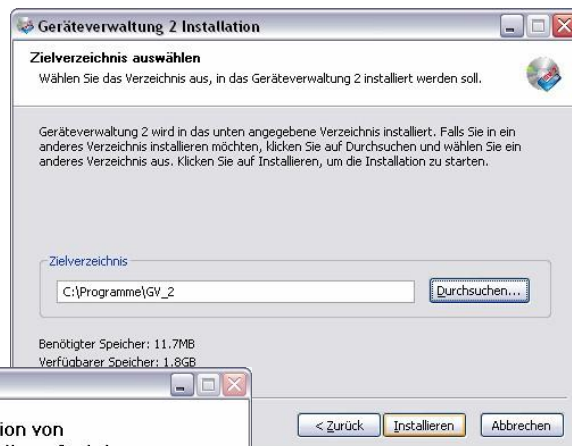 Geräteverwaltung 2 Installation
Zielverzeichnis auswählen
Wählen Sie das Verzeichnis aus, in das Geräteverwaltung 2 installiert werden soll.
Geräteverwaltung 2 wird in das unten angegebene Verzeichnis installiert. Falls Sie in ein
anderes Verzeichnis installieren möchten, klicken Sie auf Durchsuchen und wählen Sie ein
anderes Verzeichnis aus. Klicken Sie auf Installieren, um die Installation zu starten.
Zielverzeichnis
C:\Programme\GV_2
Durchsuchen...
Benötigter Speicher: 11.7MB
Verfügbarer Speicher: 1.8GB
< Zurück
Installieren
Abbrechen
ion von